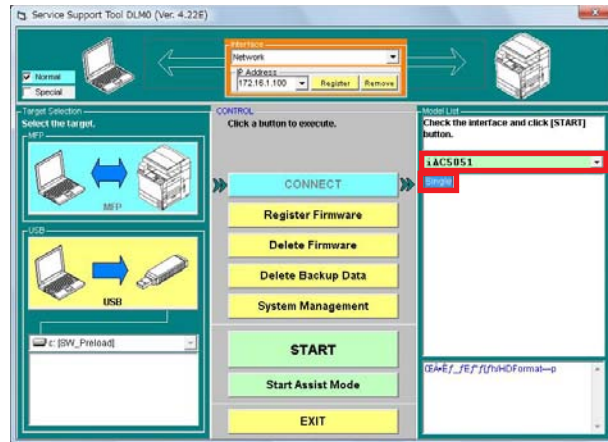 Service Support Tool DLM0 (Ver. 4.22E)
Normal
Special
Interface
Network
IP Address
172.16.1.100
Register
Remove
Target Selection
Select the target.
MFP
MFP
USB
USB
c: [SW_Preload]
CONTROL
Click a button to execute.
CONNECT
Register Firmware
Delete Firmware
Delete Backup Data
System Management
START
Start Assist Mode
EXIT
Model List
Check the interface and click [START]
button.
iAC5051
Single